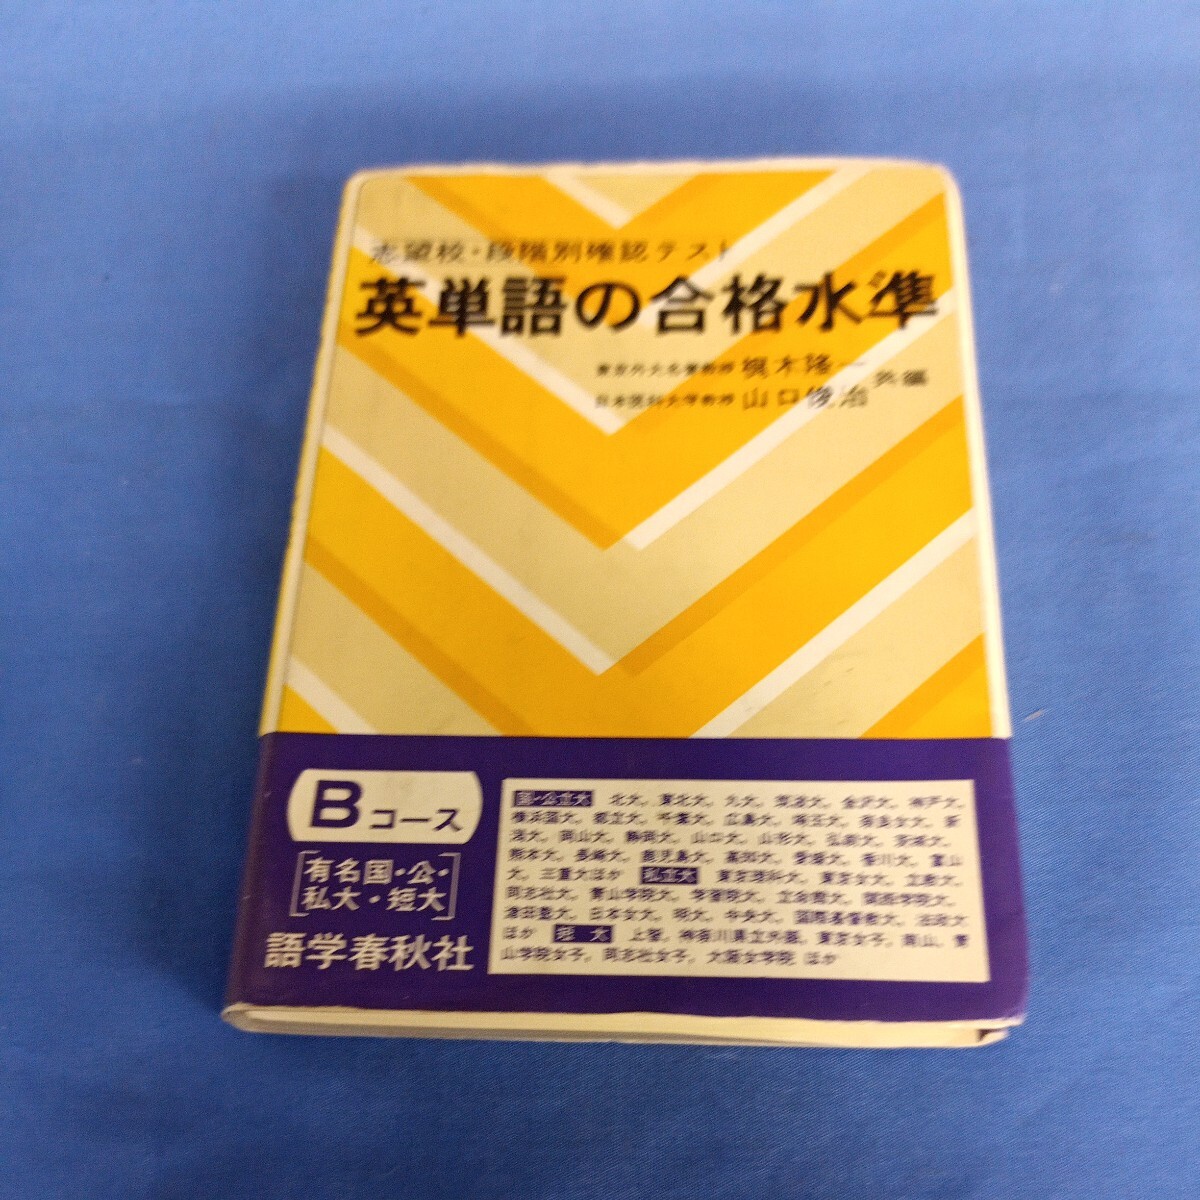 志望校・段階別確認テスト
英単語の合格水準
東京外大名誉教授 梶木隆一
日本医科大学教授 山口俊治 共編
Bコース
有名国・公・
私大・短大
語学春秋社
国・公立大 北大,東北大,九大,筑波大,金沢大,神戸大,
横浜国大,都立大,千葉大,広島大,埼玉大,奈良女大,新
潟大,岡山大,静岡大,山口大,山形大,弘前大,茨城大,
熊本大,長崎大,鹿児島大,高知大,愛媛大,香川大,富山
大,三重大ほか 私立大 東京理科大,東京女大,立教大,
同志社大,青山学院大,学習院大,立命館大,関西学院大,
津田塾大,日本女大,明大,中央大,国際基督教大,法政大
ほか 短大 上智,神奈川県立外語,東京女子,南山,青
山学院女子,同志社女子,大阪女学院 ほか